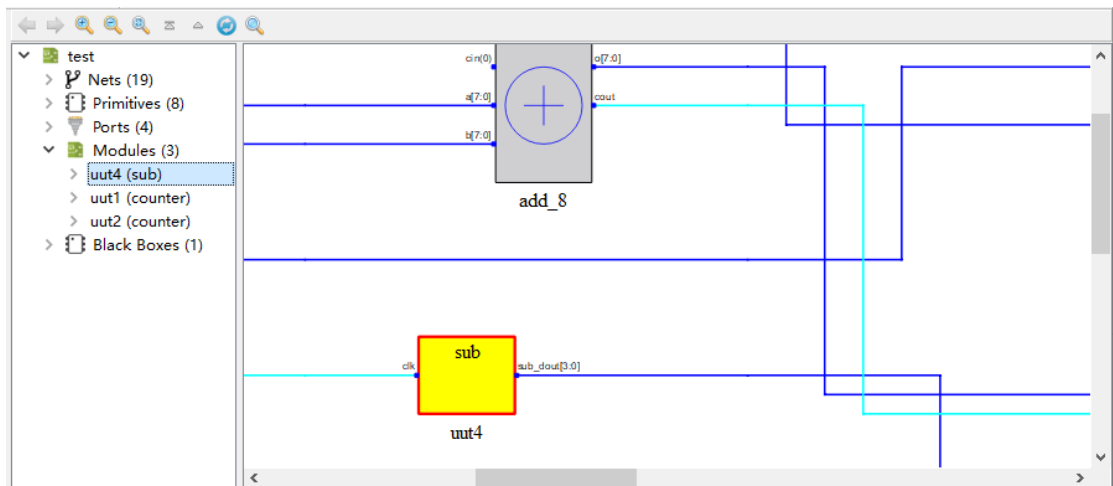 test
Nets (19)
Primitives (8)
Ports (4)
Modules (3)
uut4 (sub)
uut1 (counter)
uut2 (counter)
Black Boxes (1)
cin(0)
o[7:0]
a[7:0]
cout
b[7:0]
add_8
sub
clk
sub_dout[3:0]
uut4